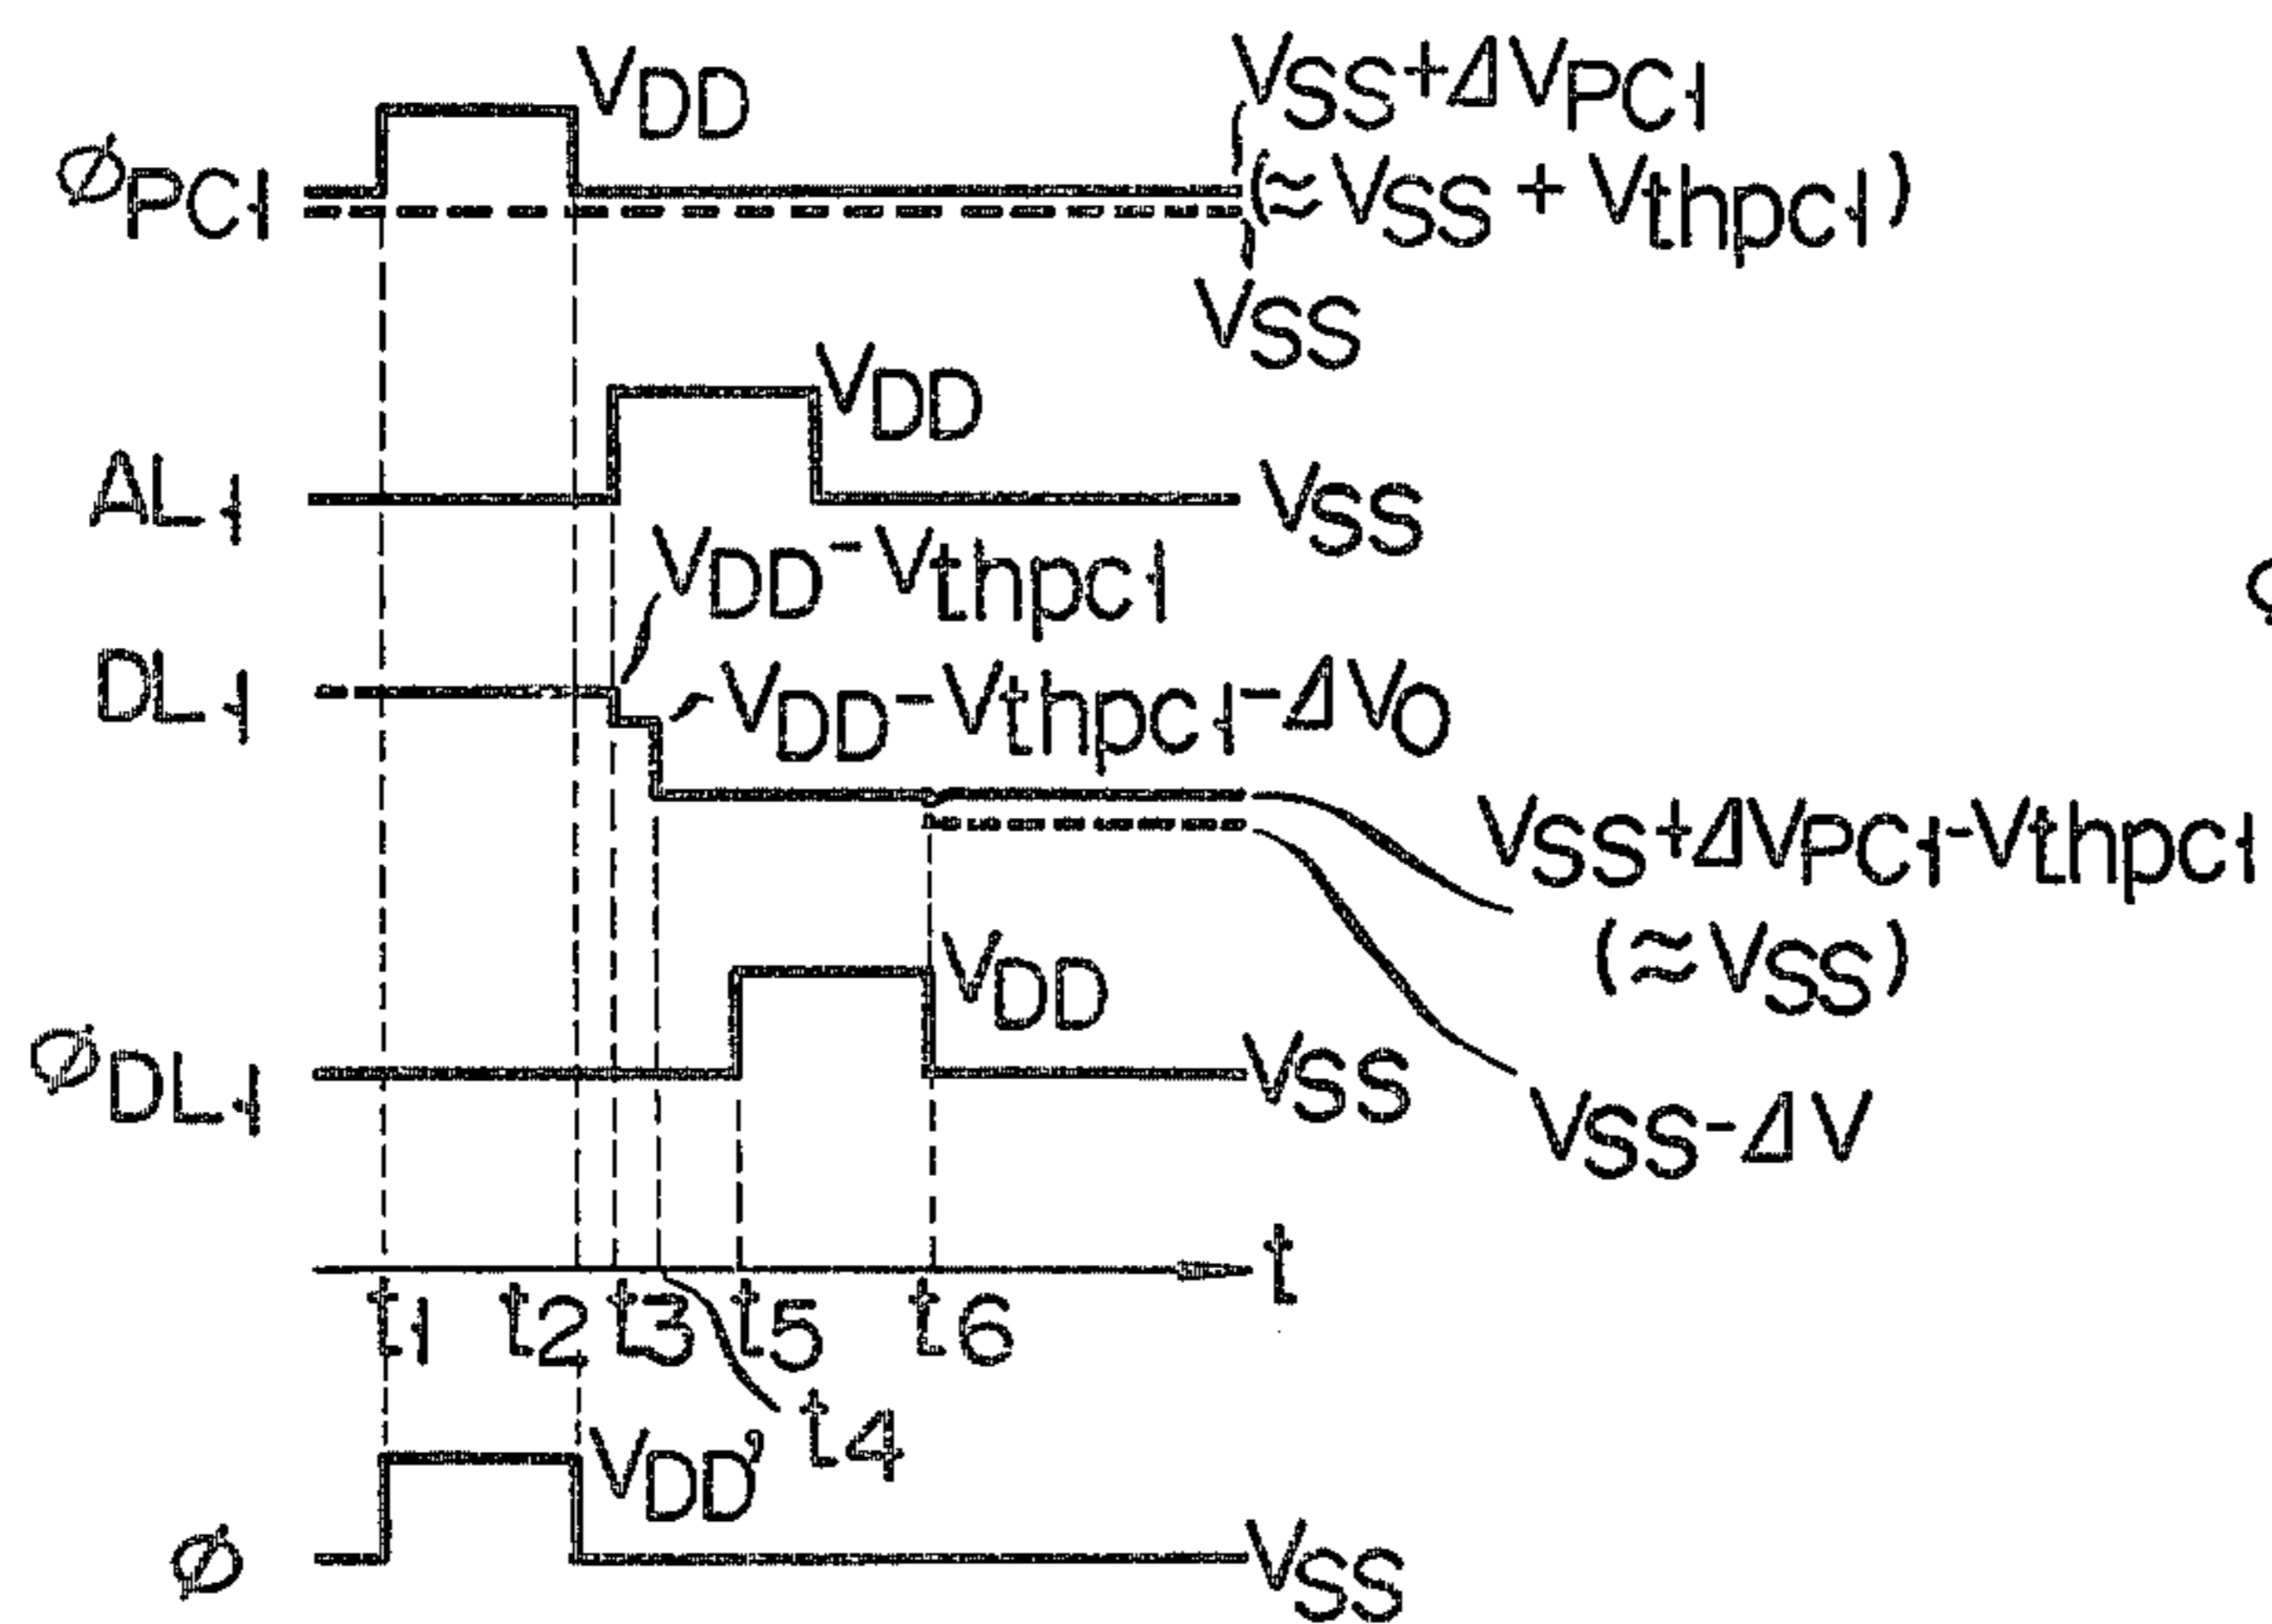 VDD
VSS+ΔVPC1
øPC1
(≈VSS + Vthpc1)
VSS
VDD
AL1
VSS
VDD-Vthpc1
DL1
VDD-Vthpc1-ΔVO
VSS+ΔVPC1-Vthpc1
(≈VSS)
VDD
øDL1
VSS
VSS-ΔV
t
t1 t2 t3 t5 t6
t4
VDD'
ø
VSS